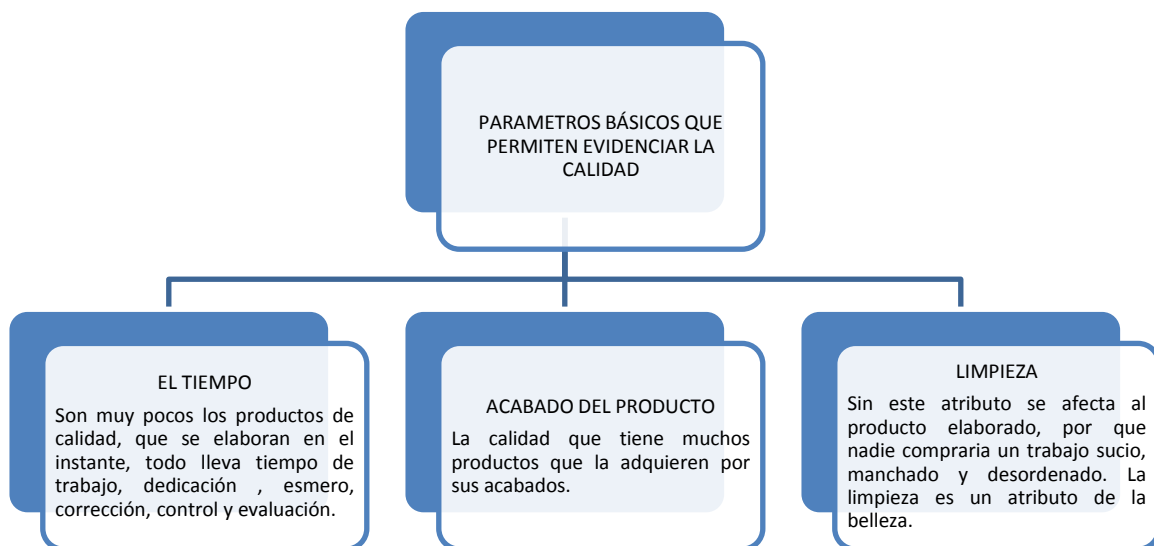 PARAMETROS BÁSICOS QUE
PERMITEN EVIDENCIAR LA
CALIDAD
EL TIEMPO
Son muy pocos los productos de
calidad, que se elaboran en el
instante, todo lleva tiempo de
trabajo, dedicación , esmero,
corrección, control y evaluación.
ACABADO DEL PRODUCTO
La calidad que tiene muchos
productos que la adquieren por
sus acabados.
LIMPIEZA
Sin este atributo se afecta al
producto elaborado, por que
nadie compraria un trabajo sucio,
manchado y desordenado. La
limpieza es un atributo de la
belleza.